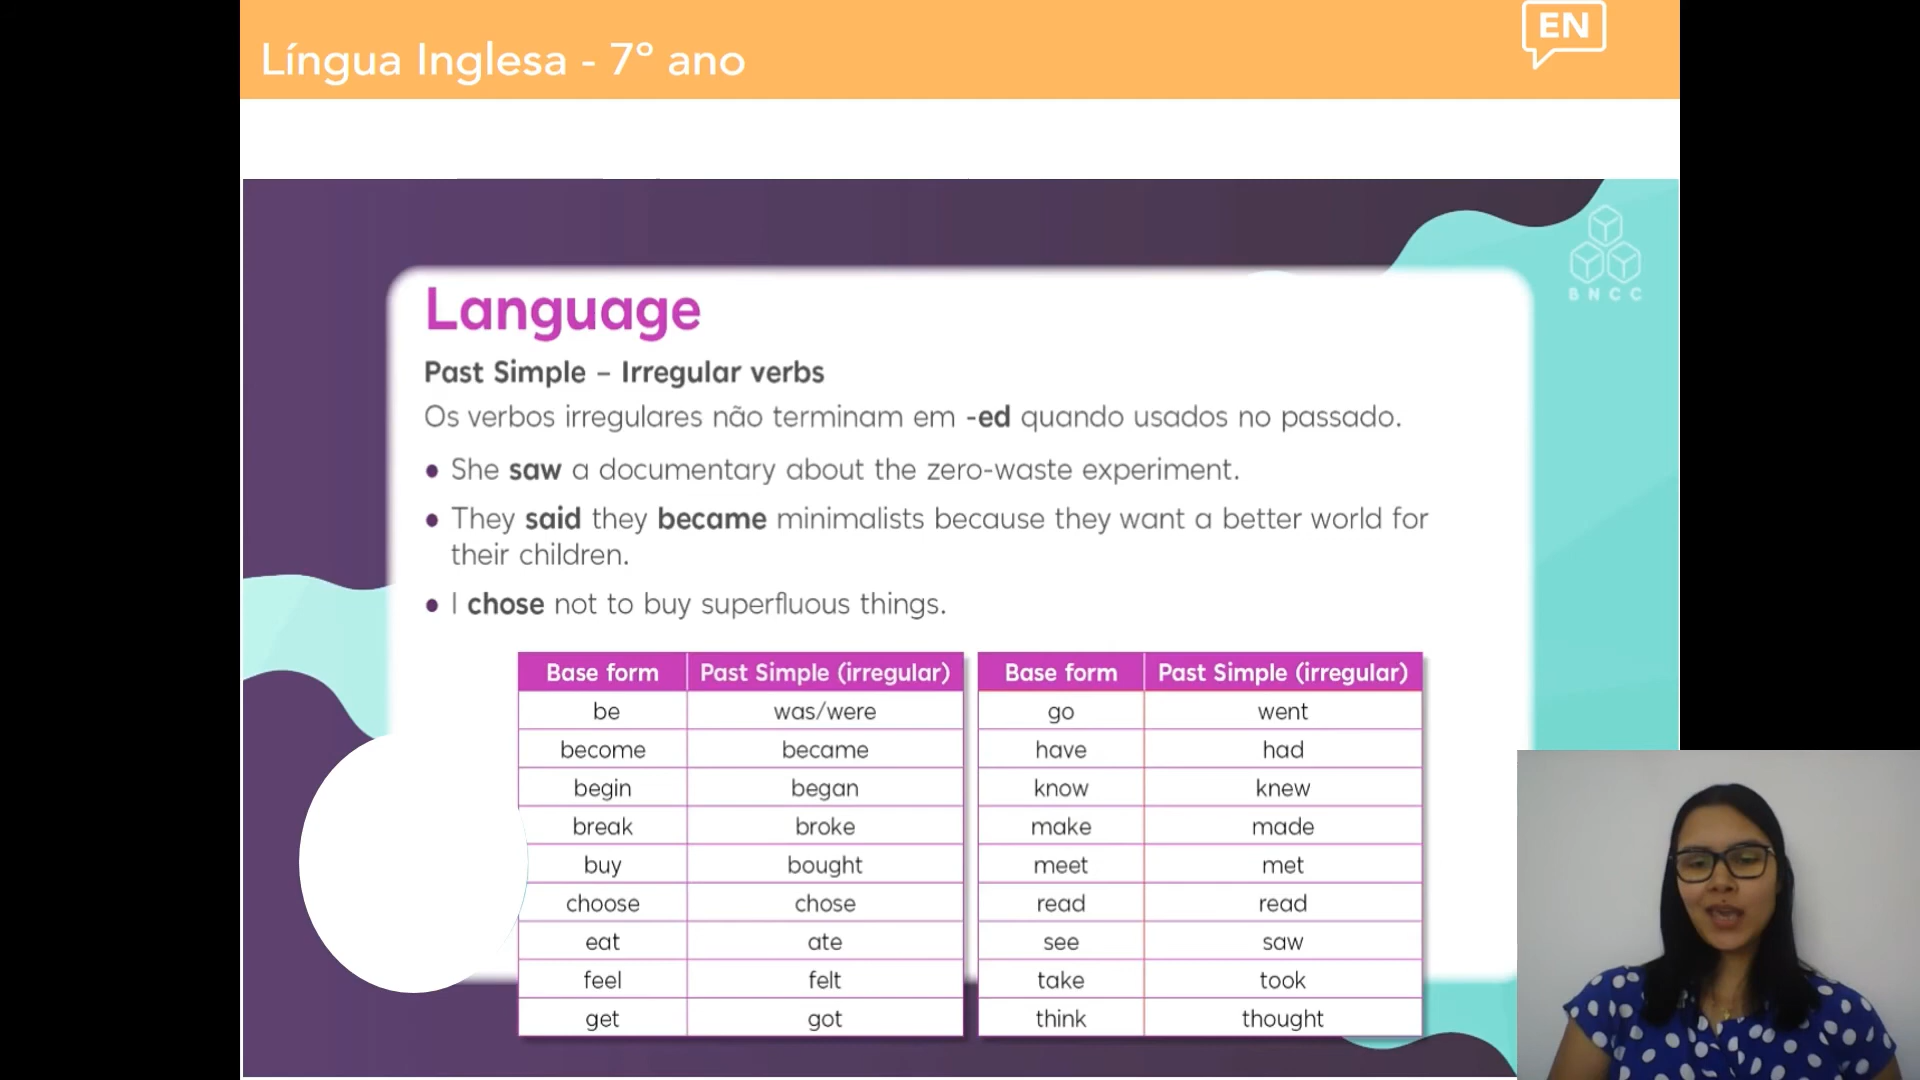 Língua Inglesa - 7º ano
EN
BNCC
Language
Past Simple – Irregular verbs
Os verbos irregulares não terminam em -ed quando usados no passado.
• She saw a documentary about the zero-waste experiment.
• They said they became minimalists because they want a better world for
their children.
• I chose not to buy superfluous things.
Base form Past Simple (irregular)
be was/were
become became
begin began
break broke
buy bought
choose chose
eat ate
feel felt
get got
Base form Past Simple (irregular)
go went
have had
know knew
make made
meet met
read read
see saw
take took
think thought